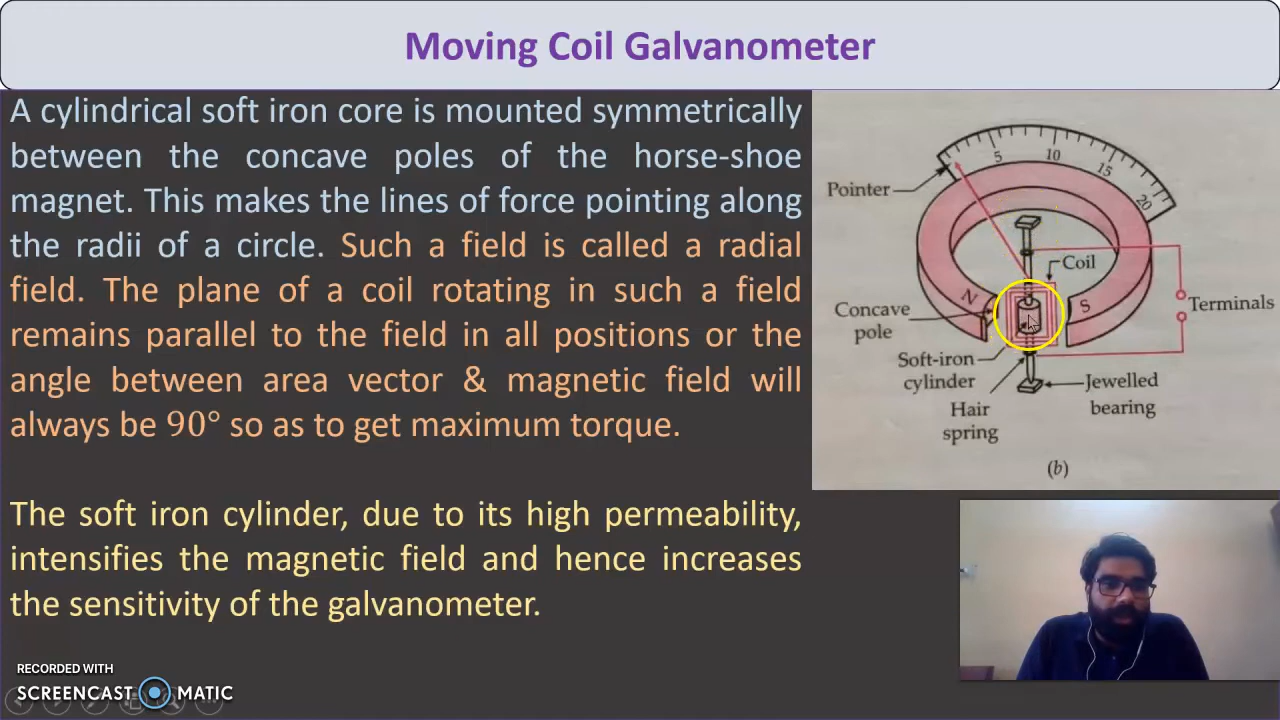 Moving Coil Galvanometer
A cylindrical soft iron core is mounted symmetrically
between the concave poles of the horse-shoe
magnet. This makes the lines of force pointing along
the radii of a circle. Such a field is called a radial
field. The plane of a coil rotating in such a field
remains parallel to the field in all positions or the
angle between area vector & magnetic field will
always be 90° so as to get maximum torque.
The soft iron cylinder, due to its high permeability,
intensifies the magnetic field and hence increases
the sensitivity of the galvanometer.
5
10
15
20
Pointer
Coil
N
S
Concave
pole
Terminals
Soft-iron
cylinder
Jewelled
bearing
Hair
spring
(b)
RECORDED WITH
SCREENCAST MATIC